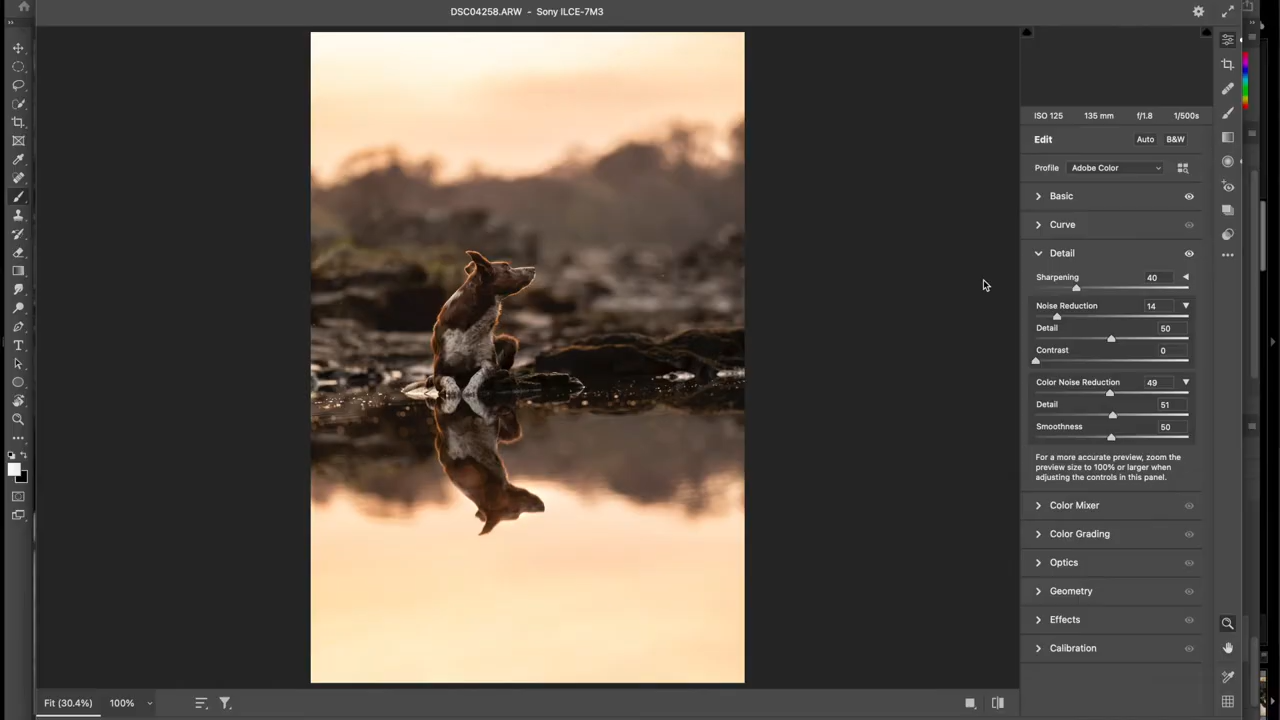 DSC04258.ARW - Sony ILCE-7M3
ISO 125 135 mm f/1.8 1/500s
Edit Auto B&W
Profile Adobe Color
Basic
Curve
Detail
Sharpening 40
Noise Reduction 14
Detail 50
Contrast 0
Color Noise Reduction 49
Detail 51
Smoothness 50
For a more accurate preview, zoom the
preview size to 100% or larger when
adjusting the controls in this panel.
Color Mixer
Color Grading
Optics
Geometry
Effects
Calibration
Fit (30.4%) 100%